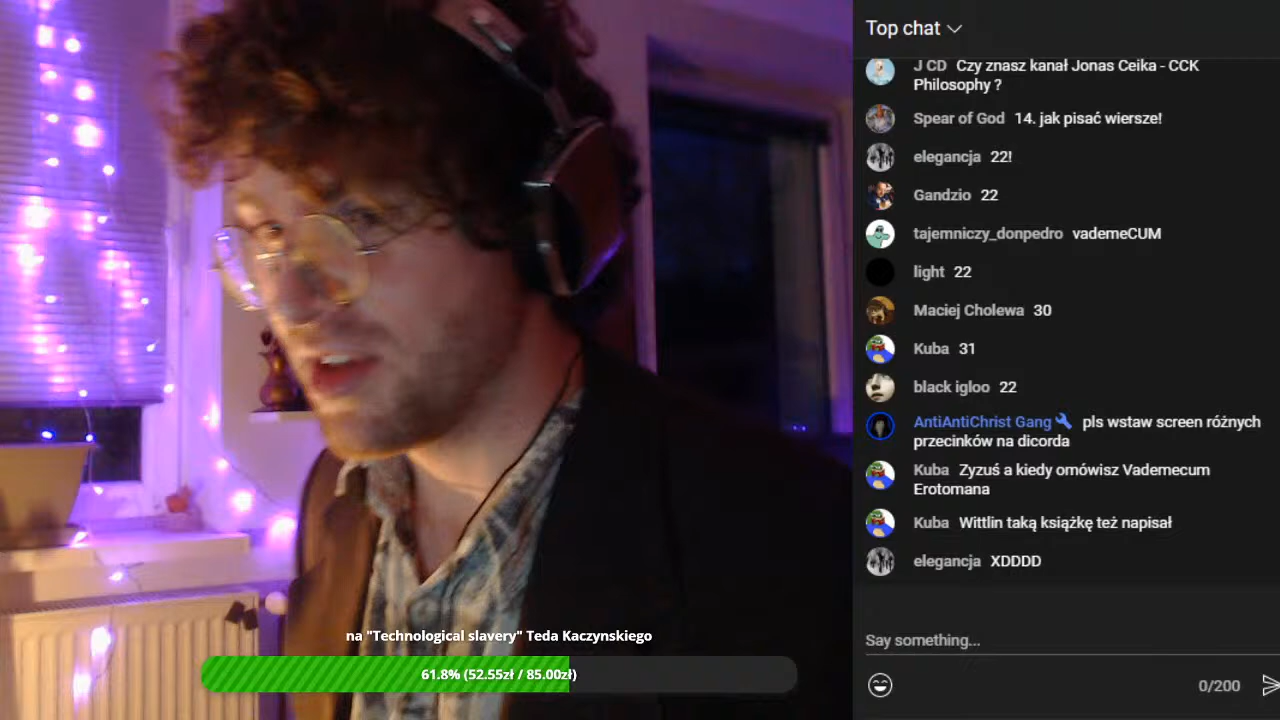 Top chat
J CD Czy znasz kanał Jonas Ceika - CCK
Philosophy ?
Spear of God 14. jak pisać wiersze!
elegancja 22!
Gandzio 22
tajemniczy_donpedro vademeCUM
light 22
Maciej Cholewa 30
Kuba 31
black igloo 22
AntiAntiChrist Gang pls wstaw screen różnych
przecinków na dicorda
Kuba Zyzuś a kiedy omówisz Vademecum
Erotomana
Kuba Wittlin taką książkę też napisał
elegancja XDDDD
Say something...
0/200
na "Technological slavery" Teda Kaczynskiego
61.8% (52.55zł / 85.00zł)